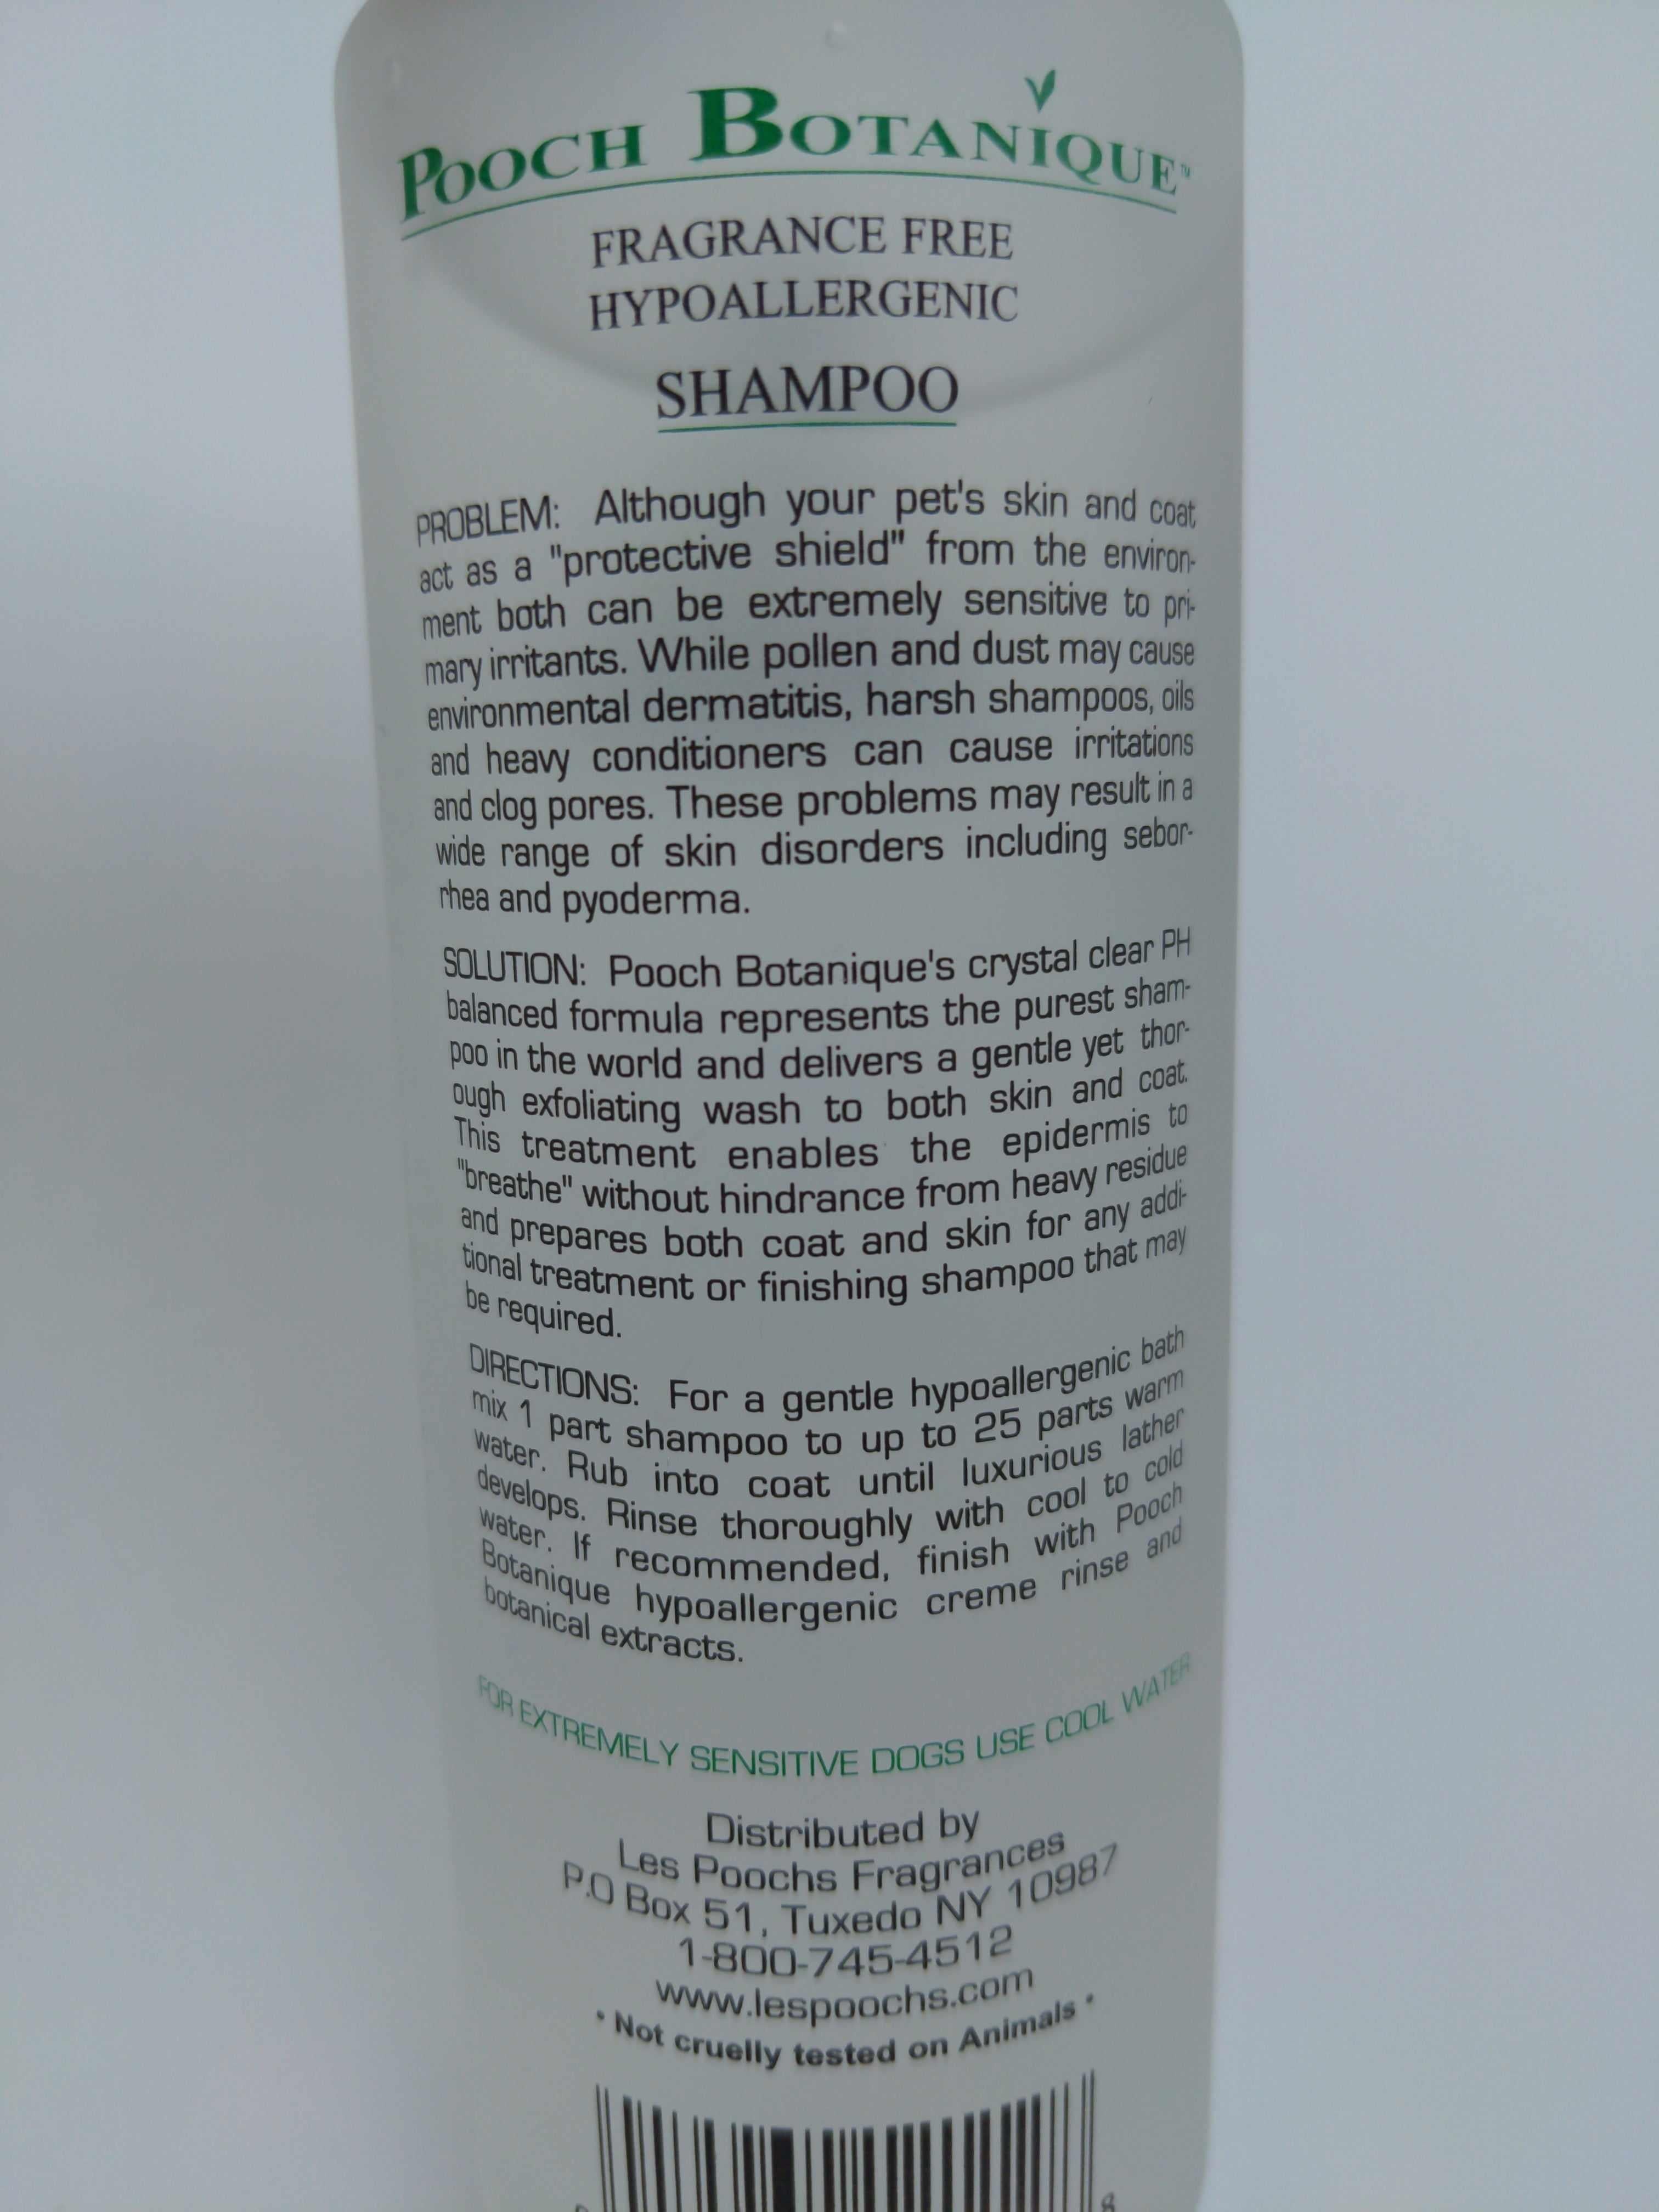 POOCH BOTANIQUE™
FRAGRANCE FREE
HYPOALLERGENIC
SHAMPOO
PROBLEM: Although your pet's skin and coat
act as a "protective shield" from the environ-
ment both can be extremely sensitive to pri-
mary irritants. While pollen and dust may cause
environmental dermatitis, harsh shampoos, oils
and heavy conditioners can cause irritations
and clog pores. These problems may result in a
wide range of skin disorders including sebor-
rhea and pyoderma.
SOLUTION: Pooch Botanique's crystal clear PH
balanced formula represents the purest sham-
poo in the world and delivers a gentle yet thor-
ough exfoliating wash to both skin and coat.
This treatment enables the epidermis to
"breathe" without hindrance from heavy residue
and prepares both coat and skin for any addi-
tional treatment or finishing shampoo that may
be required.
DIRECTIONS: For a gentle hypoallergenic bath
mix 1 part shampoo to up to 25 parts warm
water. Rub into coat until luxurious lather
develops. Rinse thoroughly with cool to cold
water. If recommended, finish with Pooch
Botanique hypoallergenic creme rinse and
botanical extracts.
FOR EXTREMELY SENSITIVE DOGS USE COOL WATER
Distributed by
Les Poochs Fragrances
P.O Box 51, Tuxedo NY 10987
1-800-745-4512
www.lespoochs.com
• Not cruelly tested on Animals •
8